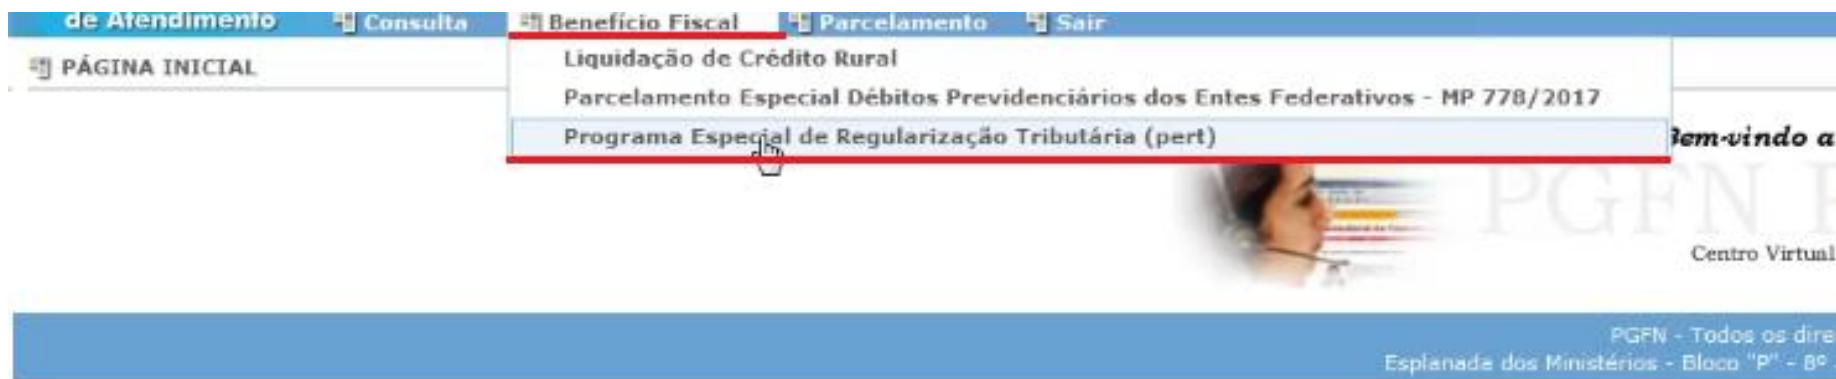 de Atendimento Consulta Benefício Fiscal Parcelamento Sair
PÁGINA INICIAL
Liquidação de Crédito Rural
Parcelamento Especial Débitos Previdenciários dos Entes Federativos - MP 778/2017
Programa Especial de Regularização Tributária (pert)
Bem-vindo a
PGFN
Centro Virtual
PGFN - Todos os dire
Esplanada dos Ministérios - Bloco "P" - 8º